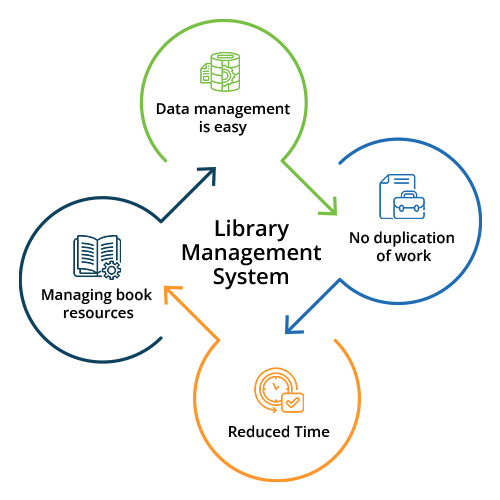 Data management
is easy
Library
Management
System
No duplication
of work
Managing book
resources
Reduced Time